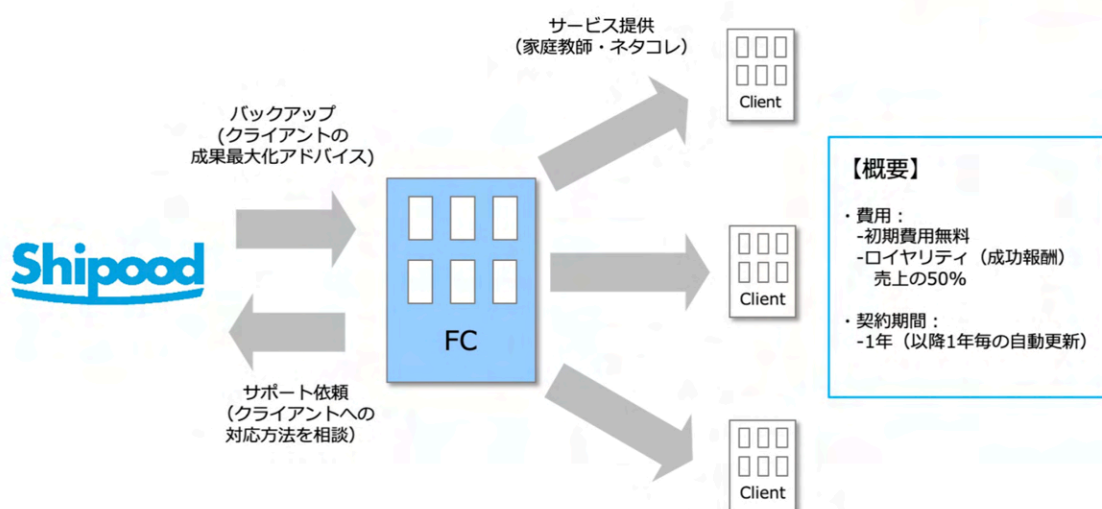 サービス提供
（家庭教師・ネタコレ）
Client
バックアップ
(クライアントの
成果最大化アドバイス)
Shipood
FC
サポート依頼
（クライアントへの
対応方法を相談）
Client
Client
【概要】
・費用：
-初期費用無料
-ロイヤリティ（成功報酬）
売上の50%
・契約期間：
-1年（以降1年毎の自動更新）